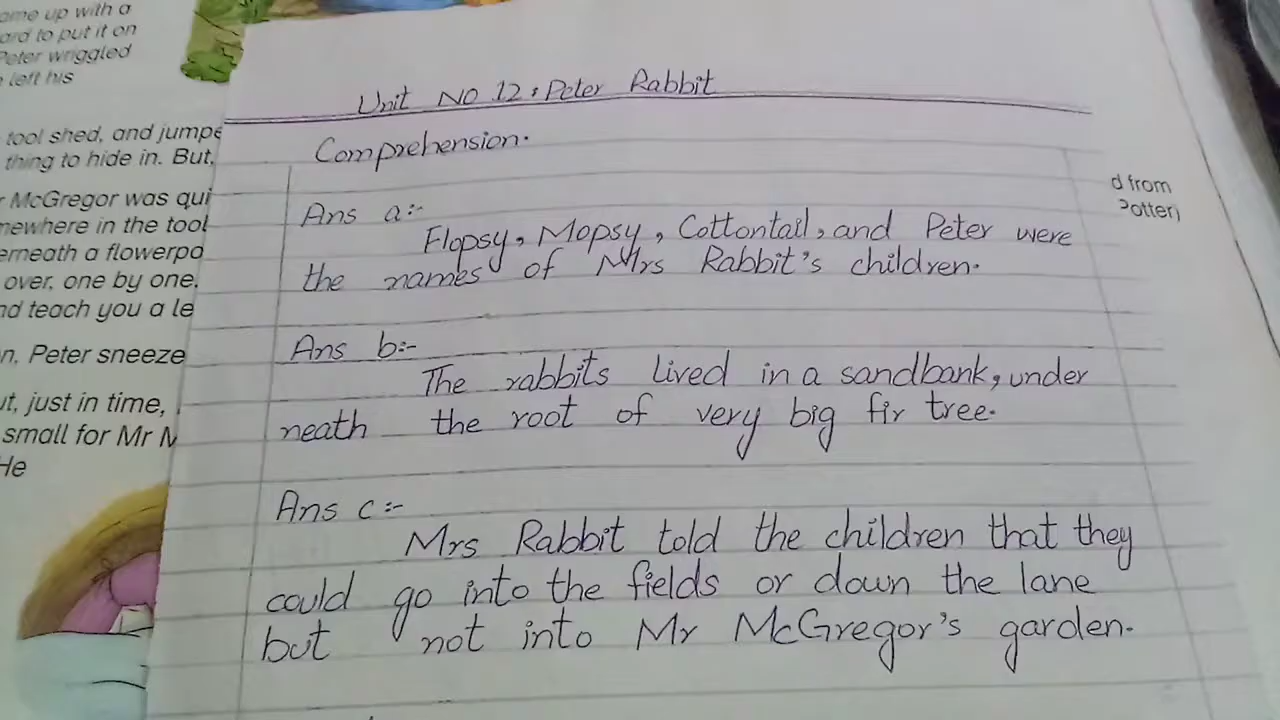 ame up with a
ard to put it on
Peter wriggled
left his
tool shed, and jumpe
thing to hide in. But,
McGregor was qui
mewhere in the tool
erneath a flowerpo
over, one by one.
nd teach you a le
n, Peter sneeze
ut, just in time,
small for Mr M
He
Unit NO 12: Peter Rabbit
Comprehension.
Ans a:-
Flopsy, Mopsy, Cottontail, and Peter were
the names of Mrs Rabbit's children.
Ans b:-
The rabbits lived in a sandbank, under
neath the root of very big fir tree.
Ans c:-
Mrs Rabbit told the children that they
could go into the fields or down the lane
but not into Mr McGregor's garden.
d from
Potter)